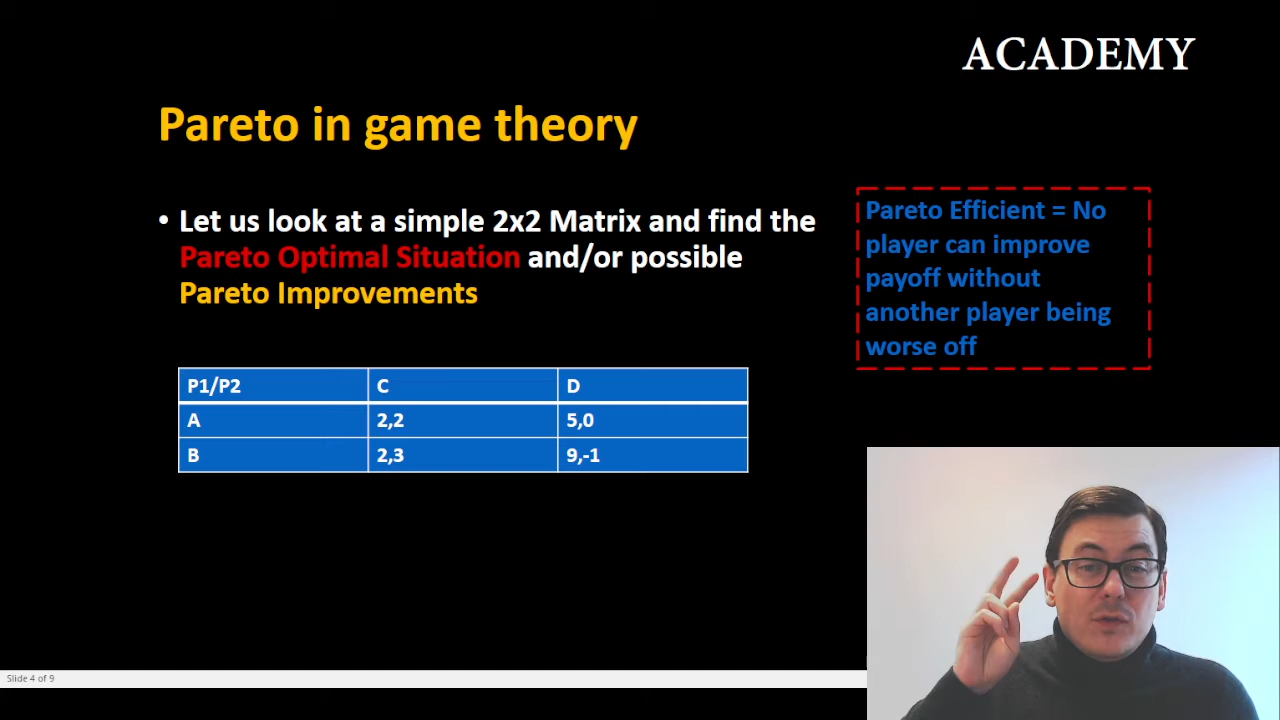 ACADEMY
Pareto in game theory
• Let us look at a simple 2x2 Matrix and find the
Pareto Optimal Situation and/or possible
Pareto Improvements
Pareto Efficient = No
player can improve
payoff without
another player being
worse off
P1/P2 C D
A 2,2 5,0
B 2,3 9,-1
Slide 4 of 9